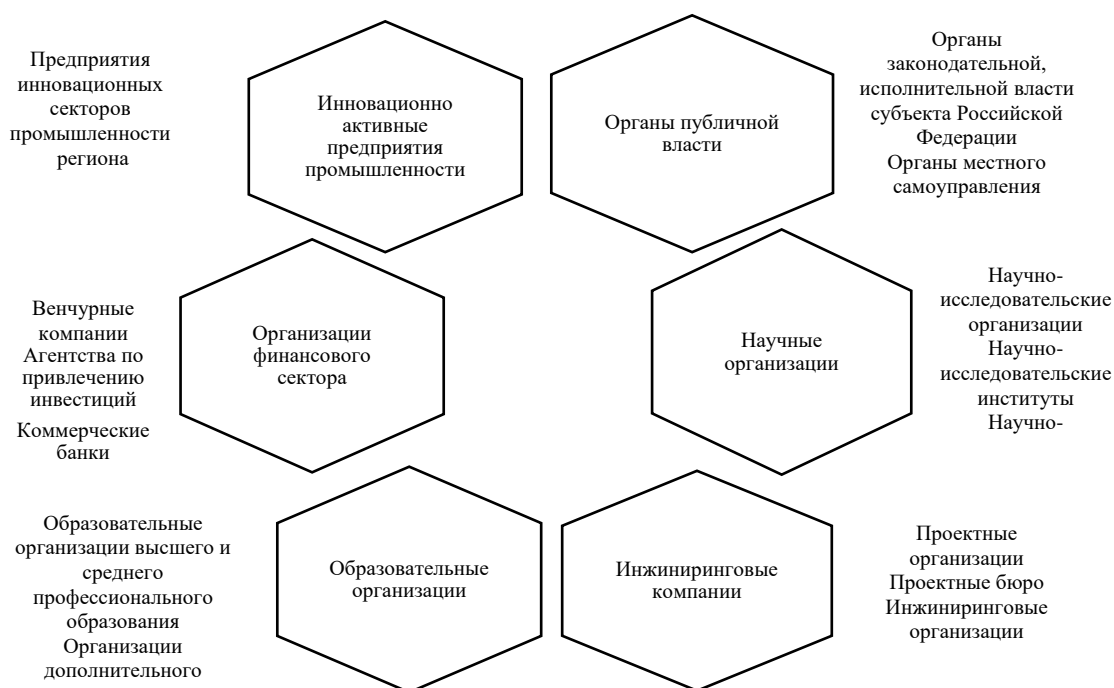 Предприятия
инновационных
секторов
промышленности
региона
Инновационно
активные
предприятия
промышленности
Органы публичной
власти
Органы
законодательной,
исполнительной власти
субъекта Российской
Федерации
Органы местного
самоуправления
Венчурные
компании
Агентства по
привлечению
инвестиций
Коммерческие
банки
Организации
финансового
сектора
Научные
организации
Научно-
исследовательские
организации
Научно-
исследовательские
институты
Научно-
Образовательные
организации высшего и
среднего
профессионального
образования
Организации
дополнительного
Образовательные
организации
Инжиниринговые
компании
Проектные
организации
Проектные бюро
Инжиниринговые
организации